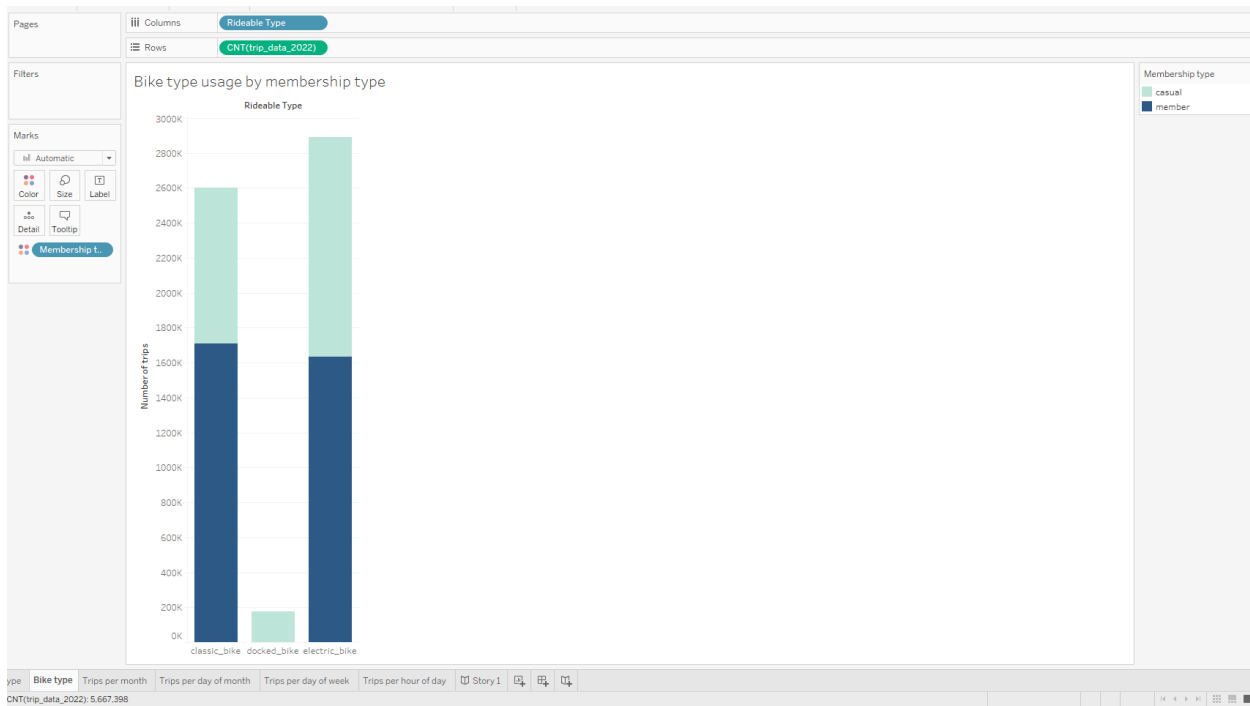 Pages
Columns
Rideable Type
Rows
CNT(trip_data_2022)
Filters
Marks
Automatic
Color
Size
Label
Detail
Tooltip
Membership t..
Bike type usage by membership type
Rideable Type
3000K
2800K
2600K
2400K
2200K
2000K
1800K
1600K
1400K
1200K
1000K
800K
600K
400K
200K
0K
Number of trips
classic_bike docked_bike electric_bike
Membership type
casual
member
ype Bike type Trips per month Trips per day of month Trips per day of week Trips per hour of day Story 1
CNT(trip_data_2022): 5,667,398